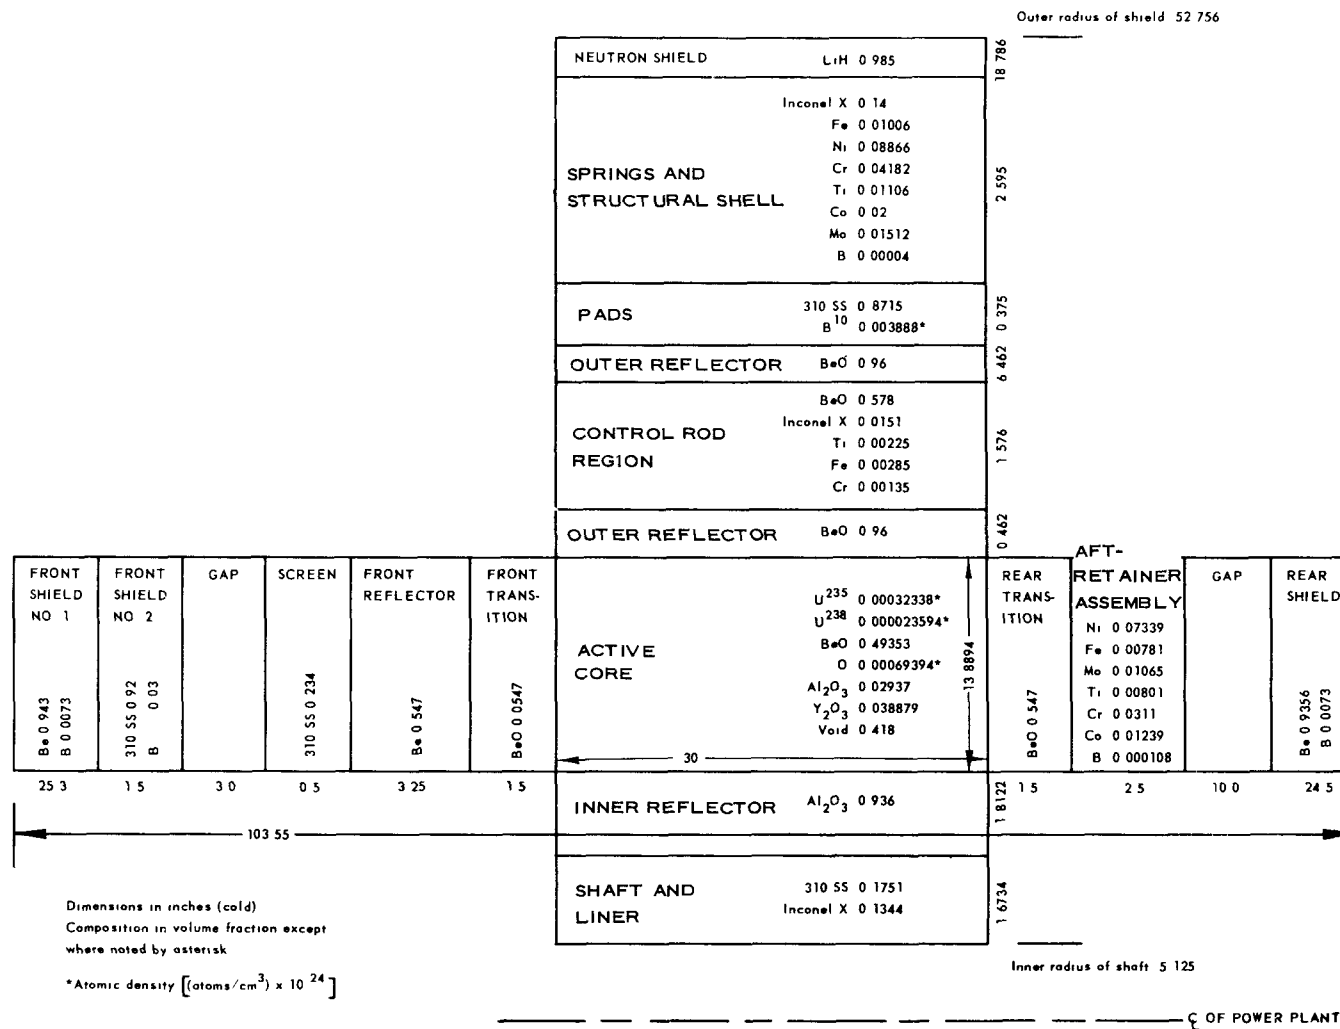 Outer radius of shield 52 756
NEUTRON SHIELD LiH 0 985
18 786
SPRINGS AND
STRUCTURAL SHELL
Inconel X 0 14
Fe 0 01006
Ni 0 08866
Cr 0 04182
Ti 0 01106
Co 0 02
Mo 0 01512
B 0 00004
2 595
PADS
310 SS 0 8715
B10 0 003888*
0 375
OUTER REFLECTOR BeO 0 96
6 462
CONTROL ROD
REGION
BeO 0 578
Inconel X 0 0151
Ti 0 00225
Fe 0 00285
Cr 0 00135
1 576
OUTER REFLECTOR BeO 0 96
0 462
FRONT
SHIELD
NO 1
Be 0 943
B 0 0073
25 3
FRONT
SHIELD
NO 2
310 SS 0 92
B 0 03
1 5
GAP
3 0
SCREEN
310 SS 0 234
0 5
FRONT
REFLECTOR
Be 0 547
3 25
FRONT
TRANS-
ITION
BeO 0 0547
1 5
ACTIVE
CORE
U235 0 00032338*
U238 0 000023594*
BeO 0 49353
O 0 00069394*
Al2O3 0 02937
Y2O3 0 038879
Void 0 418
13 8894
30
REAR
TRANS-
ITION
BeO 0 547
1 5
AFT-
RETAINER
ASSEMBLY
Ni 0 07339
Fe 0 00781
Mo 0 01065
Ti 0 00801
Cr 0 0311
Co 0 01239
B 0 000108
2 5
GAP
10 0
REAR
SHIELD
Be 0 9356
B 0 0073
24 5
INNER REFLECTOR Al2O3 0 936
1 8122
103 55
SHAFT AND
LINER
310 SS 0 1751
Inconel X 0 1344
1 6734
Dimensions in inches (cold)
Composition in volume fraction except
where noted by asterisk
*Atomic density [(atoms/cm3) x 10 24]
Inner radius of shaft 5 125
℄ OF POWER PLANT